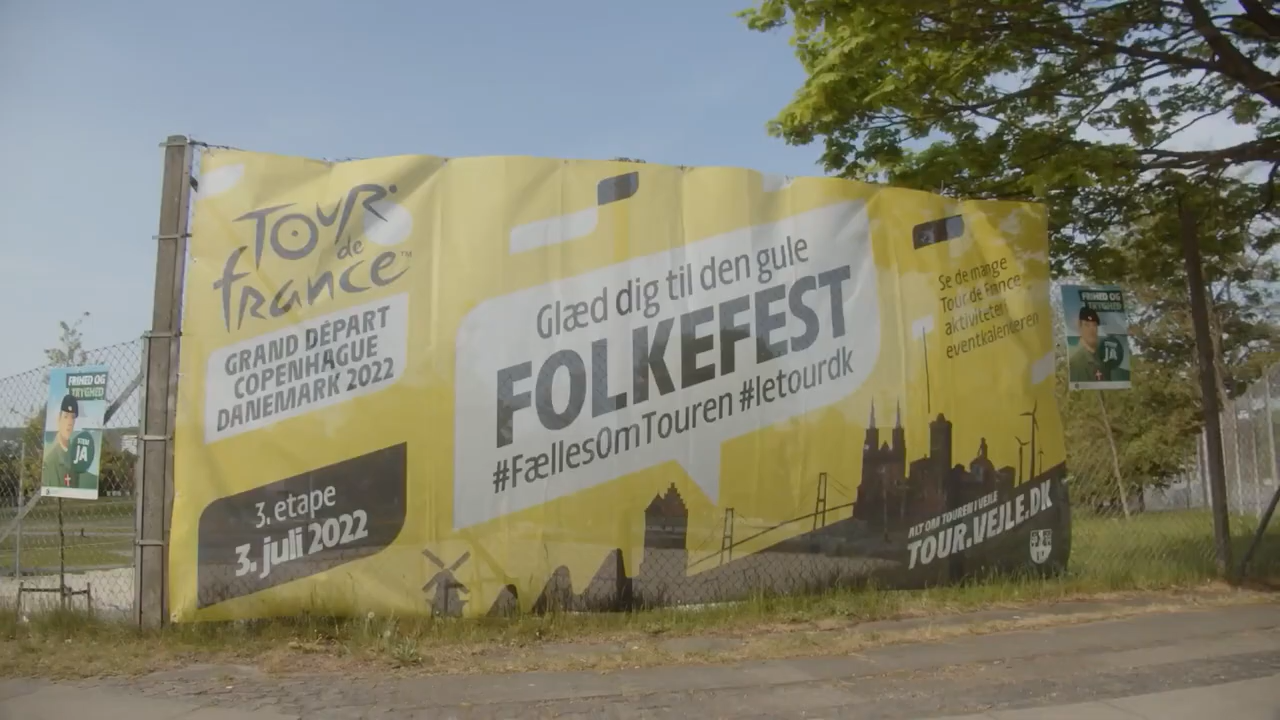 TOUR
de
france™
GRAND DÉPART
COPENHAGUE
DANEMARK 2022
3. etape
3. juli 2022
Glæd dig til den gule
FOLKEFEST
#FællesOmTouren #letourdk
Se de mange
Tour de France
aktiviteter
eventkalenderen
ALT OM TOUREN I VEJLE
TOUR.VEJLE.DK
FRIHED OG
TRYGHED
STEM
JA
FRIHED OG
TRYGHED
JA